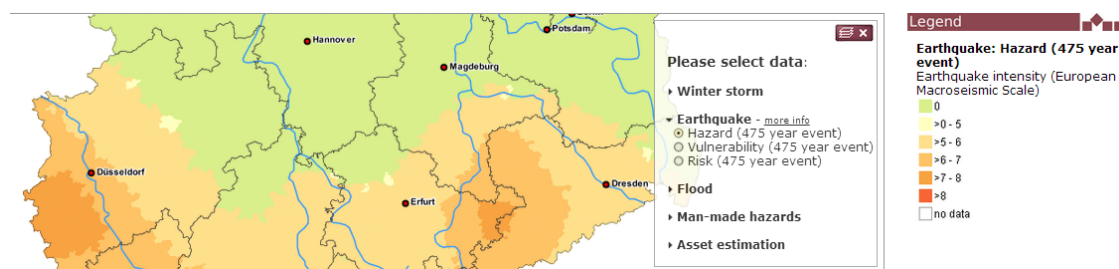 Potsdam
Hannover
Magdeburg
Düsseldorf
Erfurt
Dresden
Please select data:
Winter storm
Earthquake - more info
Hazard (475 year event)
Vulnerability (475 year event)
Risk (475 year event)
Flood
Man-made hazards
Asset estimation
Legend
Earthquake: Hazard (475 year
event)
Earthquake intensity (European
Macroseismic Scale)
0
>0 - 5
>5 - 6
>6 - 7
>7 - 8
>8
no data